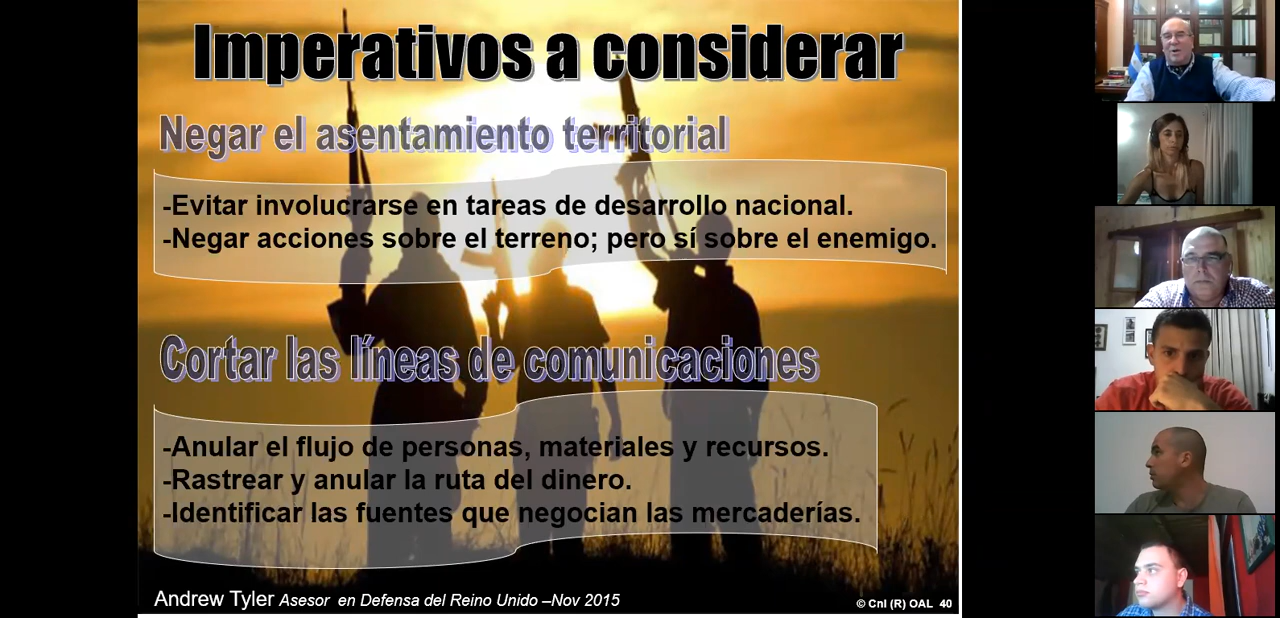 Imperativos a considerar
Negar el asentamiento territorial
-Evitar involucrarse en tareas de desarrollo nacional.
-Negar acciones sobre el terreno; pero sí sobre el enemigo.
Cortar las líneas de comunicaciones
-Anular el flujo de personas, materiales y recursos.
-Rastrear y anular la ruta del dinero.
-Identificar las fuentes que negocian las mercaderías.
Andrew Tyler Asesor en Defensa del Reino Unido –Nov 2015
© Cnl (R) OAL 40